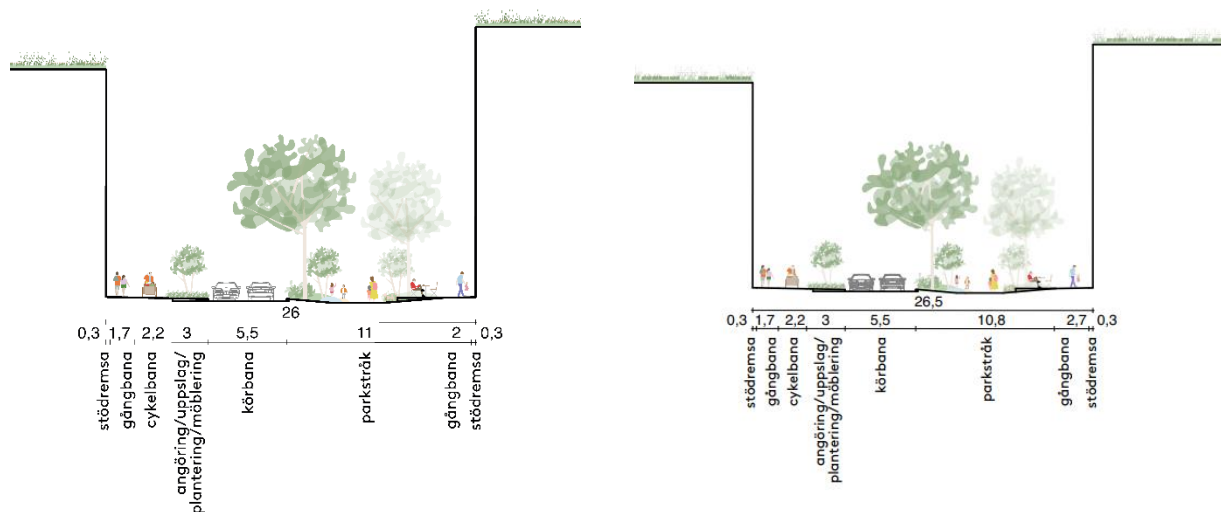 26
0,3 1,7 2,2 3 5,5 11 2 0,3
stödremsa
gångbana
cykelbana
angöring/uppslag/
plantering/möblering
körbana
parkstråk
gångbana
stödremsa
26,5
0,3 1,7 2,2 3 5,5 10,8 2,7 0,3
stödremsa
gångbana
cykelbana
angöring/uppslag/
plantering/möblering
körbana
parkstråk
gångbana
stödremsa